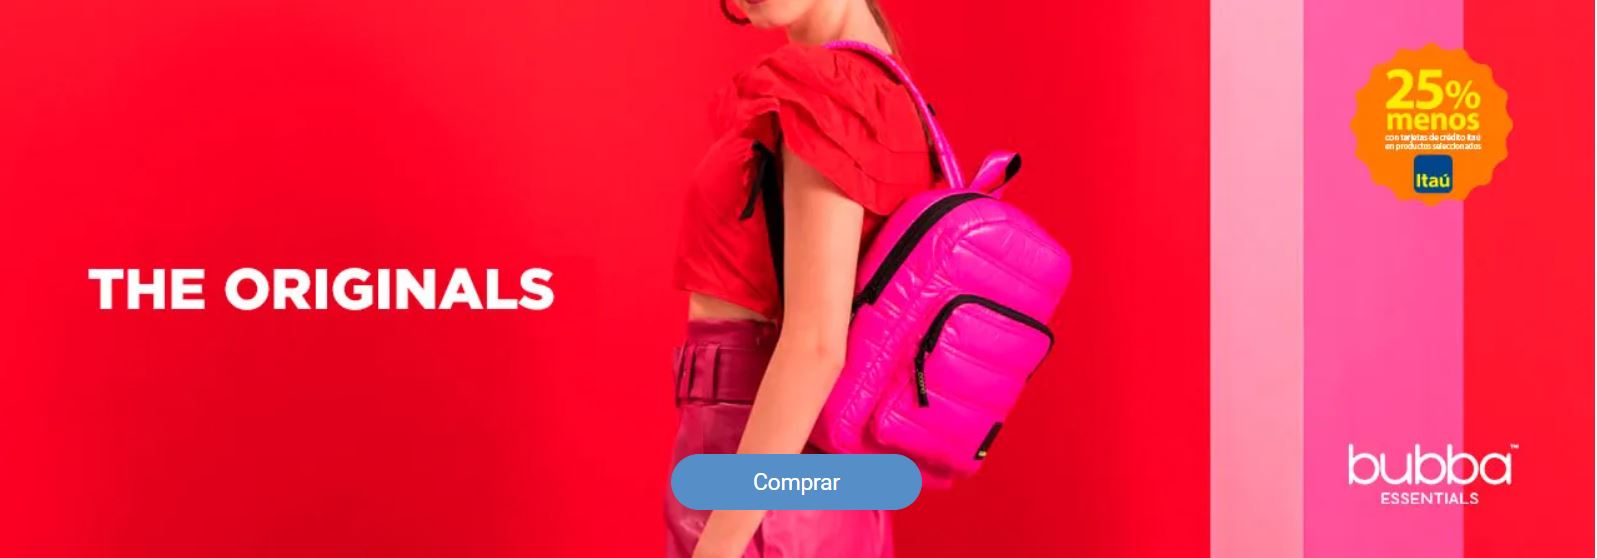 THE ORIGINALS
25%
menos
con tarjetas de crédito Itaú
en productos seleccionados
Itaú
Comprar
bubba™
ESSENTIALS